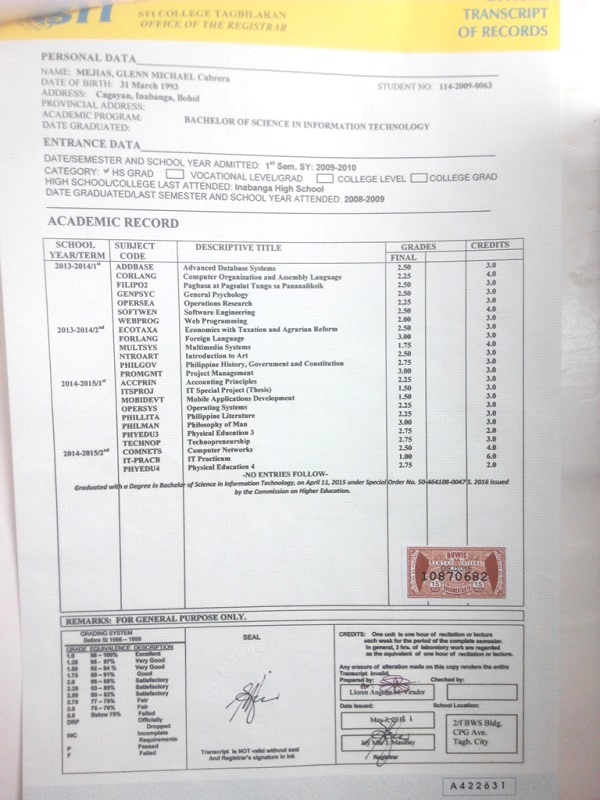 STI
STI COLLEGE TAGBILARAN
OFFICE OF THE REGISTRAR
TRANSCRIPT
OF RECORDS
PERSONAL DATA
NAME: MEJIAS, GLENN MICHAEL Cabrera
DATE OF BIRTH: 31 March 1993 STUDENT NO: 114-2009-0063
ADDRESS: Cagayan, Inabanga, Bohol
PROVINCIAL ADDRESS:
ACADEMIC PROGRAM: BACHELOR OF SCIENCE IN INFORMATION TECHNOLOGY
DATE GRADUATED:
ENTRANCE DATA
DATE/SEMESTER AND SCHOOL YEAR ADMITTED: 1st Sem. SY: 2009-2010
CATEGORY: ✓ HS GRAD VOCATIONAL LEVEL/GRAD COLLEGE LEVEL COLLEGE GRAD
HIGH SCHOOL/COLLEGE LAST ATTENDED: Inabanga High School
DATE GRADUATED/LAST SEMESTER AND SCHOOL YEAR ATTENDED: 2008-2009
ACADEMIC RECORD
SCHOOL YEAR/TERM SUBJECT CODE DESCRIPTIVE TITLE GRADES CREDITS
FINAL
2013-2014/1st ADDBASE Advanced Database Systems 2.50 3.0
CORLANG Computer Organization and Assembly Language 2.25 4.0
FILIPO2 Pagbasa at Pagsulat Tungo sa Pananaliksik 2.50 3.0
GENPSYC General Psychology 2.50 3.0
OPERSEA Operations Research 2.25 3.0
SOFTWEN Software Engineering 2.50 4.0
WEBPROG Web Programming 2.00 3.0
2013-2014/2nd ECOTAXA Economics with Taxation and Agrarian Reform 2.50 3.0
FORLANG Foreign Language 3.00 3.0
MULTSYS Multimedia Systems 1.75 4.0
NTROART Introduction to Art 2.50 3.0
PHILGOV Philippine History, Government and Constitution 2.75 3.0
PROMGMT Project Management 3.00 3.0
2014-2015/1st ACCPRIN Accounting Principles 2.25 3.0
ITSPROJ IT Special Project (Thesis) 1.50 3.0
MOBIDEVT Mobile Applications Development 1.50 3.0
OPERSYS Operating Systems 2.25 3.0
PHILLITA Philippine Literature 2.25 3.0
PHILMAN Philosophy of Man 3.00 3.0
PHYEDU3 Physical Education 3 2.75 2.0
TECHNOP Technopreneurship 2.75 3.0
2014-2015/2nd COMNETS Computer Networks 2.50 4.0
IT-PRACB IT Practicum 1.00 6.0
PHYEDU4 Physical Education 4 2.75 2.0
-NO ENTRIES FOLLOW-
Graduated with a Degree in Bachelor of Science in Information Technology, on April 11, 2015 under Special Order No. 50-464108-0047 S. 2016 issued
by the Commission on Higher Education.
BUWIS
10870682
15 15
REMARKS: FOR GENERAL PURPOSE ONLY.
GRADING SYSTEM
Before SI 1998 – 1999
GRADE EQUIVALENCE DESCRIPTION
1.0 98 – 100% Excellent
1.25 95 - 97% Very Good
1.50 92 – 94 % Very Good
1.75 89 – 91% Good
2.0 86 – 88% Satisfactory
2.25 83 – 85% Satisfactory
2.50 80 – 82% Satisfactory
2.75 77 – 79% Fair
3.0 75 – 76% Fair
5.0 Below 75% Failed
DRP Officially
Dropped
INC Incomplete
Requirements
P Passed
F Failed
SEAL
Transcript is NOT valid without seal
And Registrar's signature in ink
CREDITS: One unit is one hour of recitation or lecture
each week for the period of the complete semester.
In general, 3 hrs. of laboratory work are regarded
as the equivalent of one hour of recitation or lecture.
Any erasure of alteration made on this copy renders the entire
Transcript invalid.
Prepared by: Checked by:
Virador
Date Issued: School Location:
2/f BWS Bldg.
CPG Ave.
Tagb. City
Registrar
A422631